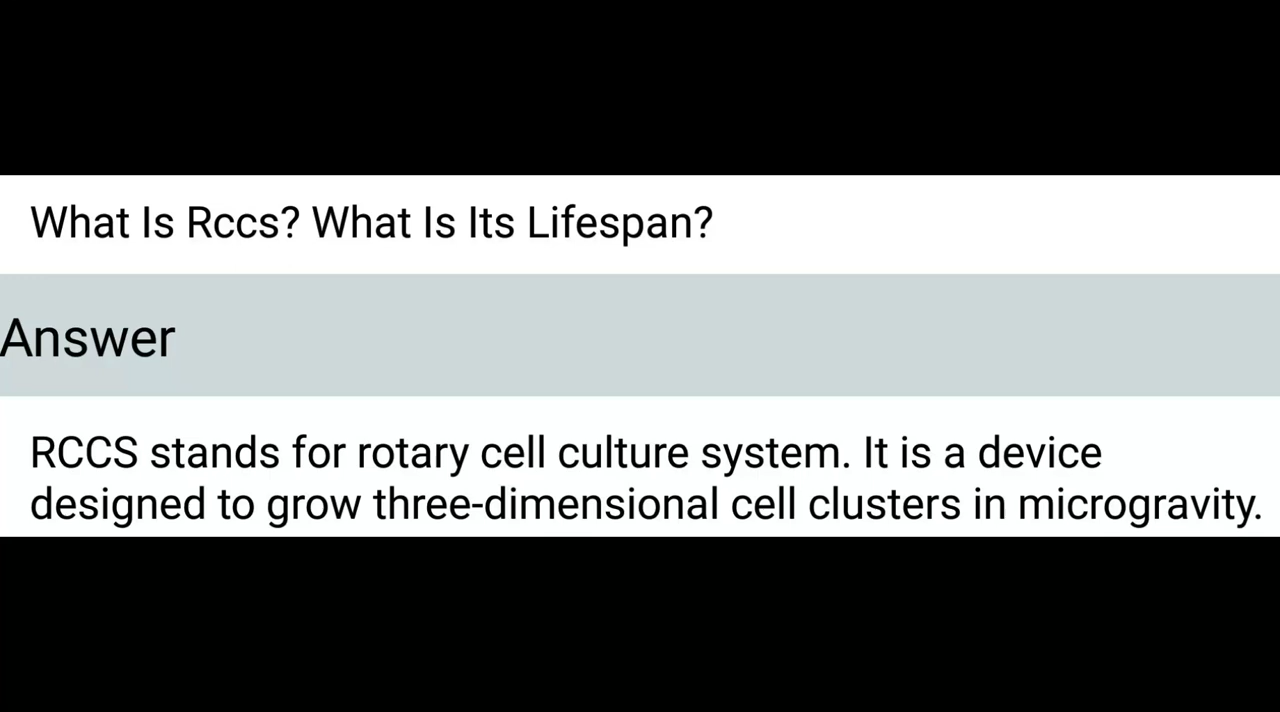 What Is Rccs? What Is Its Lifespan?
Answer
RCCS stands for rotary cell culture system. It is a device
designed to grow three-dimensional cell clusters in microgravity.